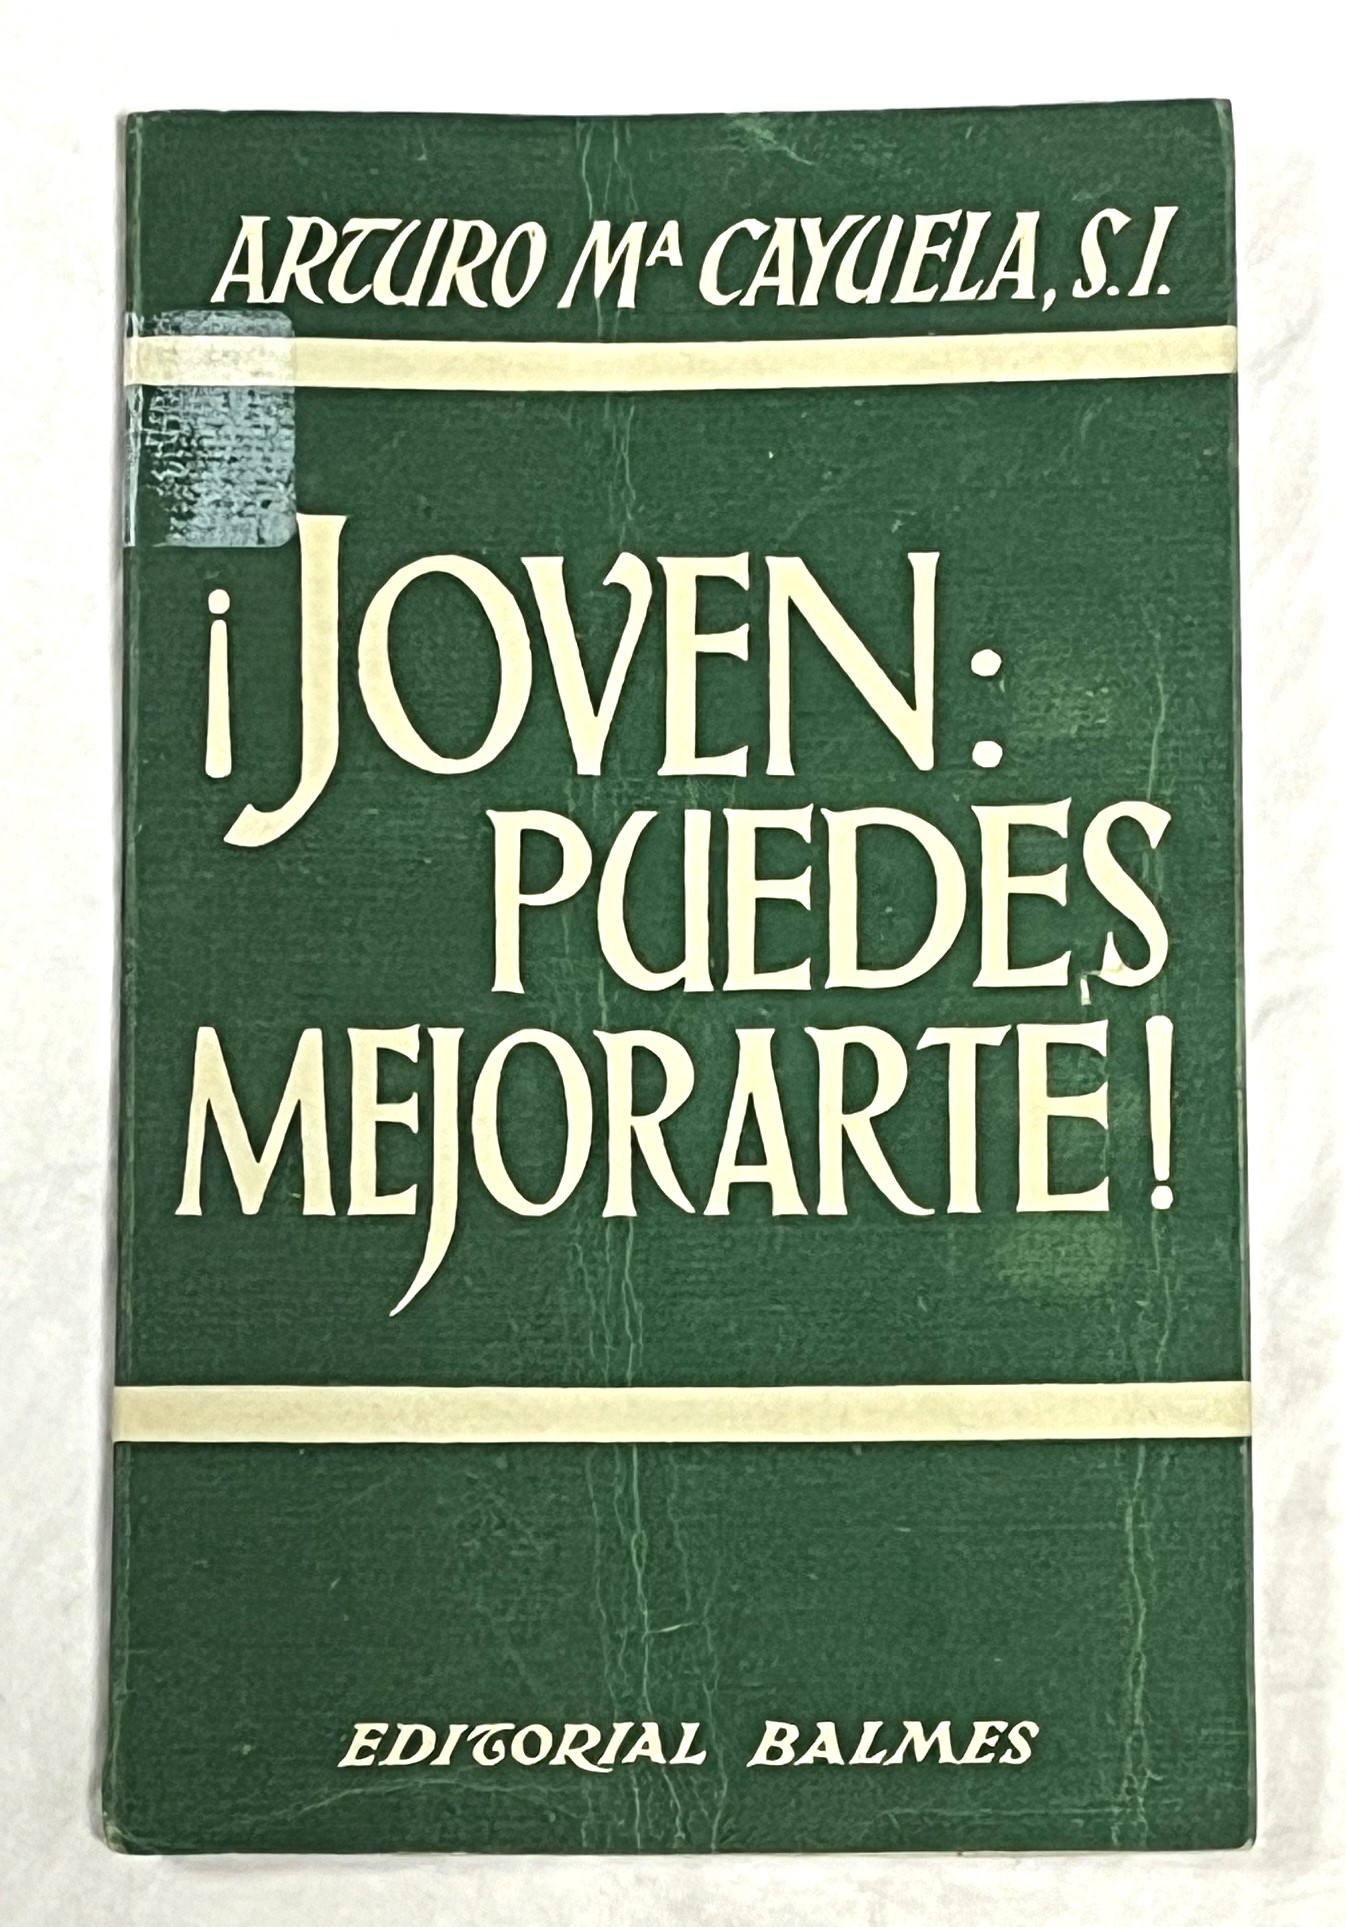 ARTURO Mª CAYUELA, S.I.
¡JOVEN:
PUEDES
MEJORARTE!
EDITORIAL BALMES